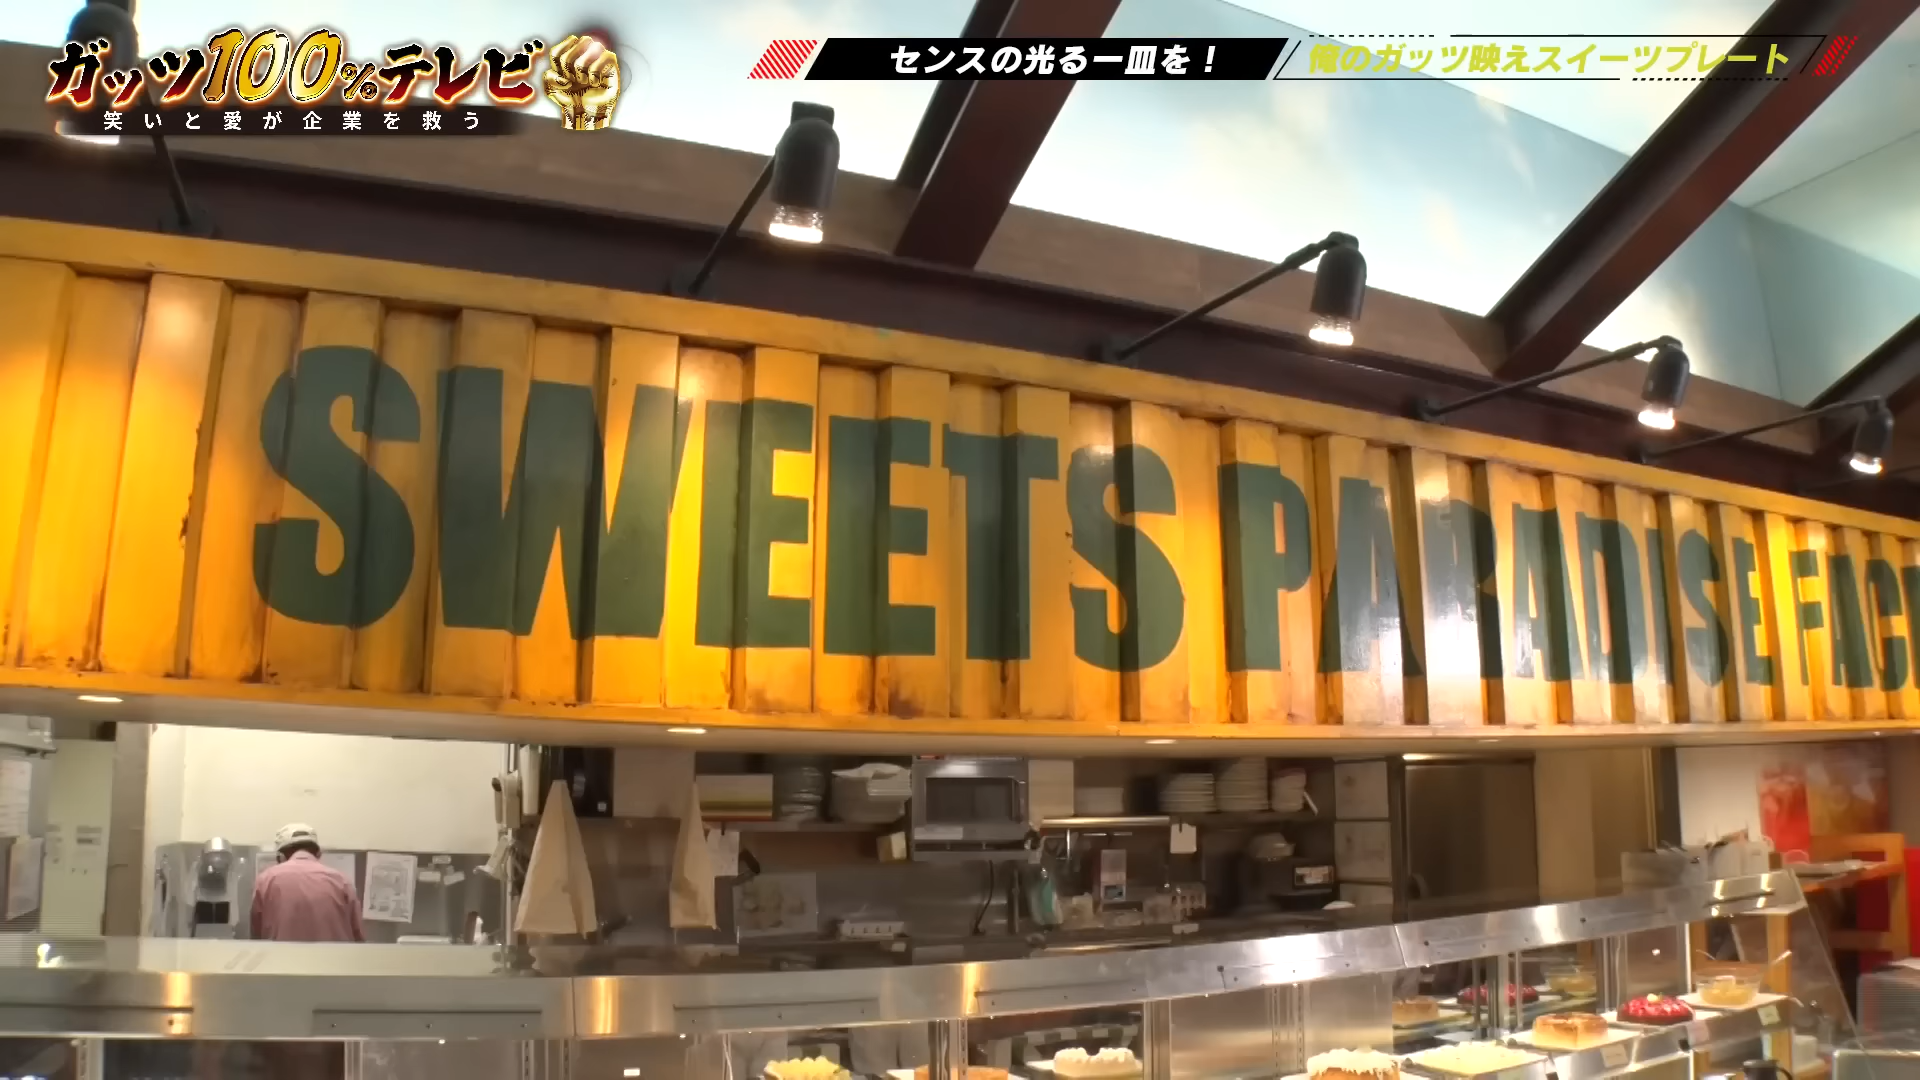 ガッツ100%テレビ
笑いと愛が企業を救う
センスの光る一皿を！
俺のガッツ映えスイーツプレート
SWEETS PARADISE